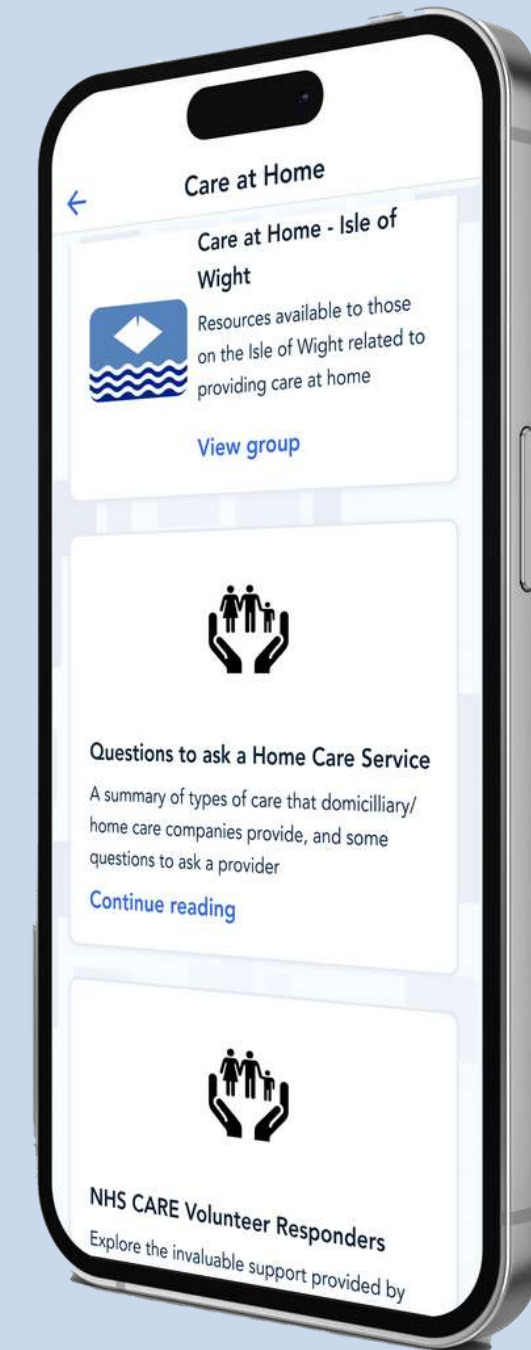 Care at Home
Care at Home - Isle of
Wight
Resources available to those
on the Isle of Wight related to
providing care at home
View group
Questions to ask a Home Care Service
A summary of types of care that domicilliary/
home care companies provide, and some
questions to ask a provider
Continue reading
NHS CARE Volunteer Responders
Explore the invaluable support provided by